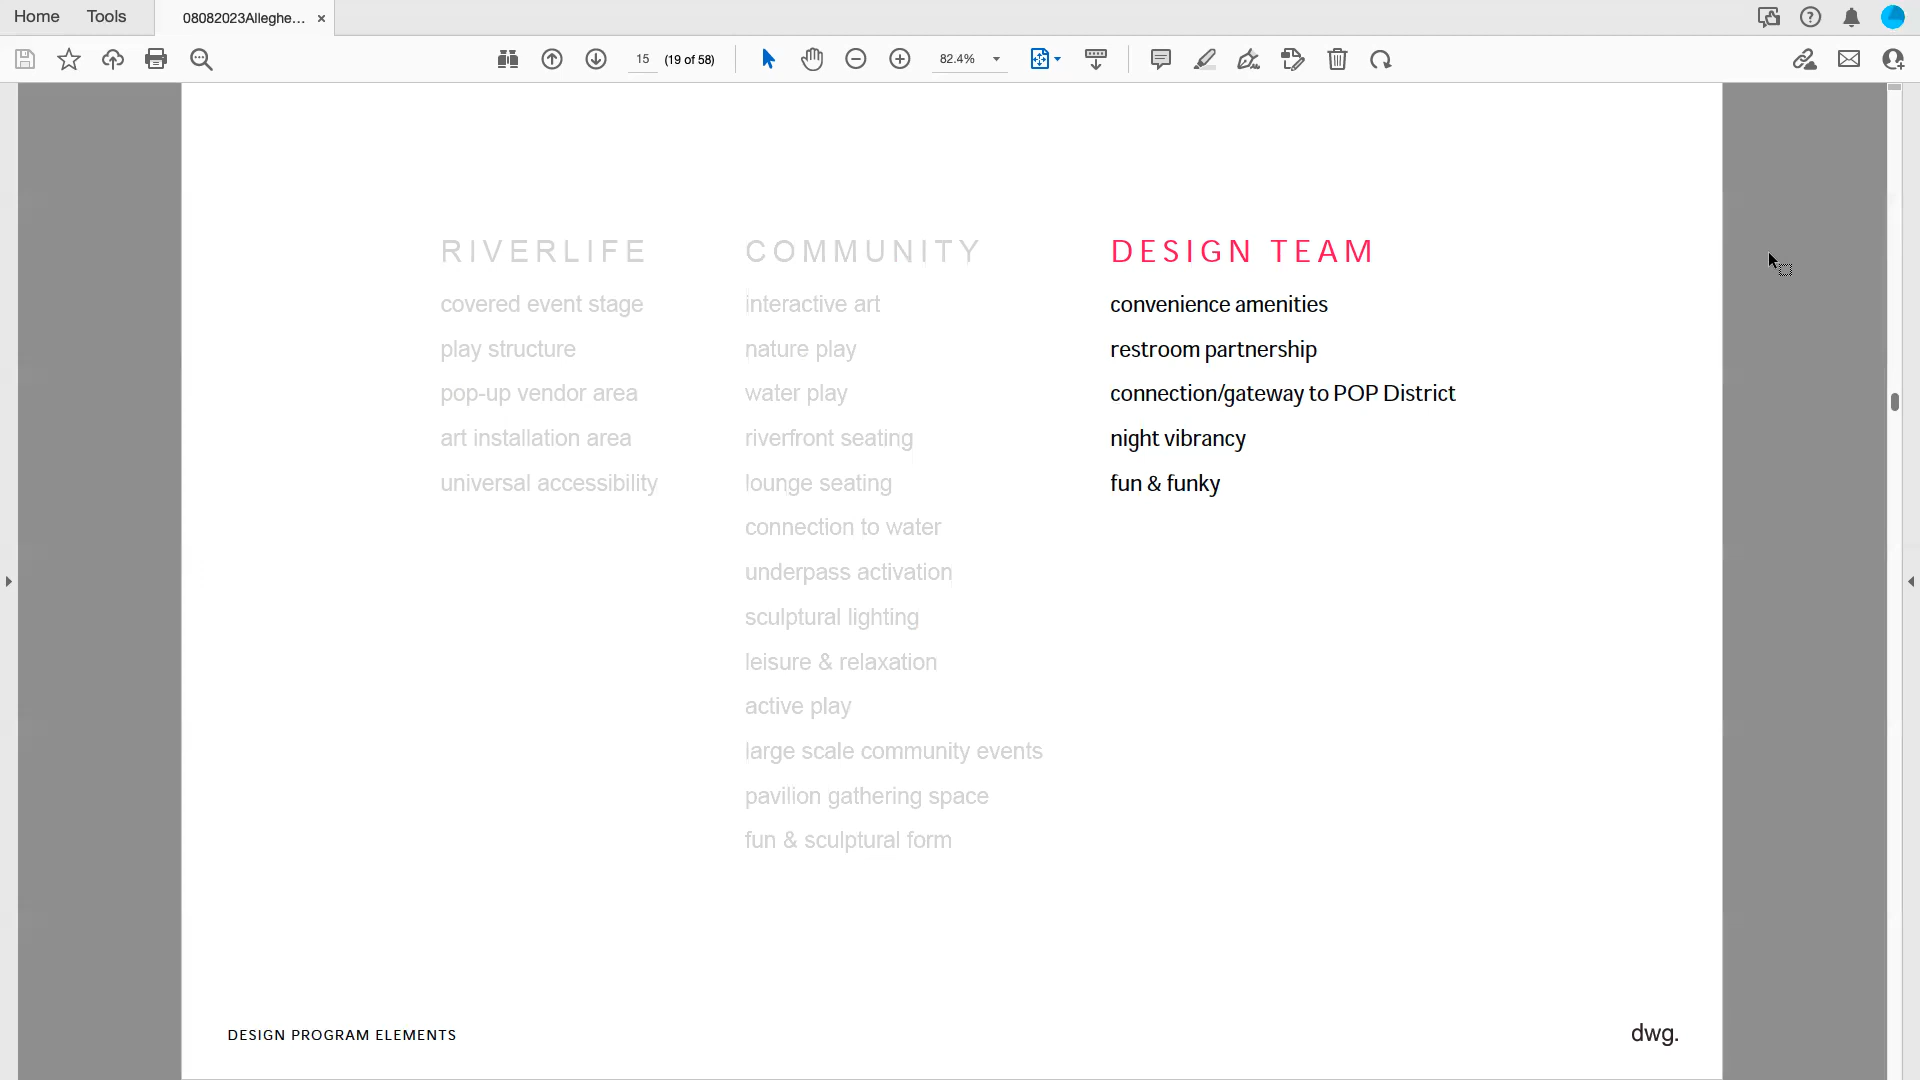 Home Tools 08082023Alleghe... ×
15 (19 of 58) 82.4%
RIVERLIFE
covered event stage
play structure
pop-up vendor area
art installation area
universal accessibility
COMMUNITY
interactive art
nature play
water play
riverfront seating
lounge seating
connection to water
underpass activation
sculptural lighting
leisure & relaxation
active play
large scale community events
pavilion gathering space
fun & sculptural form
DESIGN TEAM
convenience amenities
restroom partnership
connection/gateway to POP District
night vibrancy
fun & funky
DESIGN PROGRAM ELEMENTS
dwg.